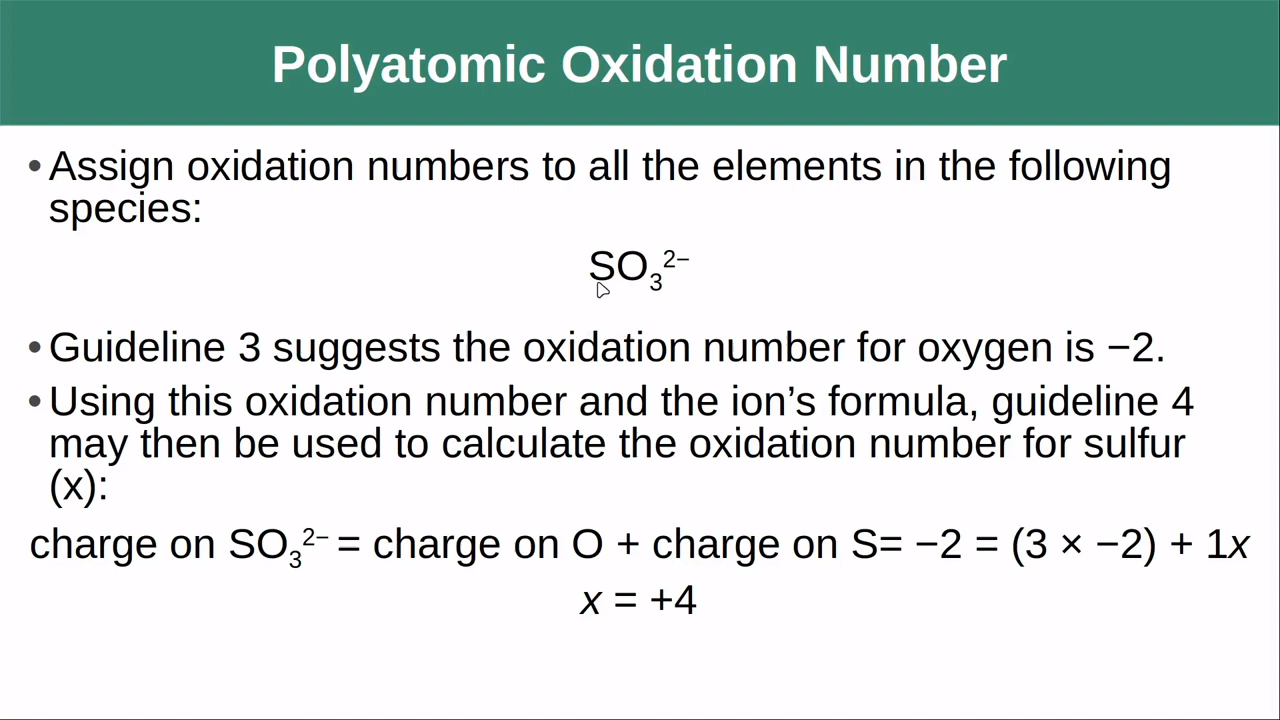 Polyatomic Oxidation Number
•Assign oxidation numbers to all the elements in the following
species:
SO₃²⁻
•Guideline 3 suggests the oxidation number for oxygen is −2.
•Using this oxidation number and the ion’s formula, guideline 4
may then be used to calculate the oxidation number for sulfur
(x):
charge on SO₃²⁻ = charge on O + charge on S= −2 = (3 × −2) + 1x
x = +4